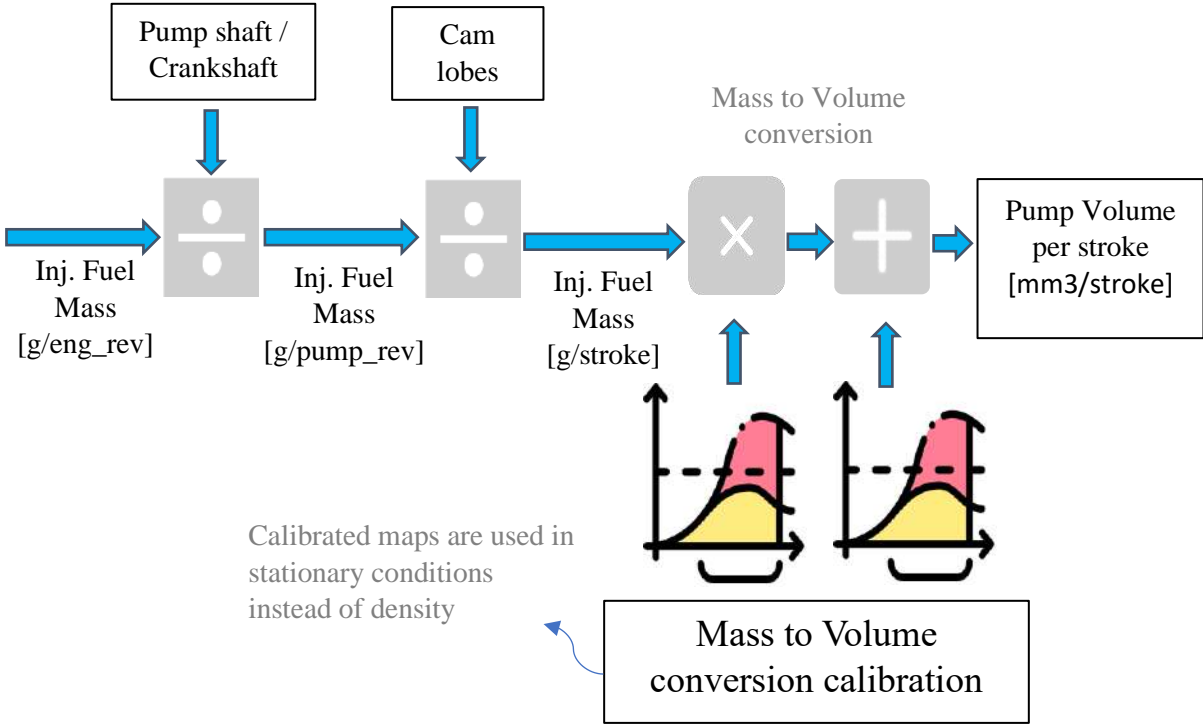 Pump shaft /
Crankshaft
Cam
lobes
Mass to Volume
conversion
Inj. Fuel
Mass
[g/eng_rev]
Inj. Fuel
Mass
[g/pump_rev]
Inj. Fuel
Mass
[g/stroke]
Pump Volume
per stroke
[mm3/stroke]
Calibrated maps are used in
stationary conditions
instead of density
Mass to Volume
conversion calibration